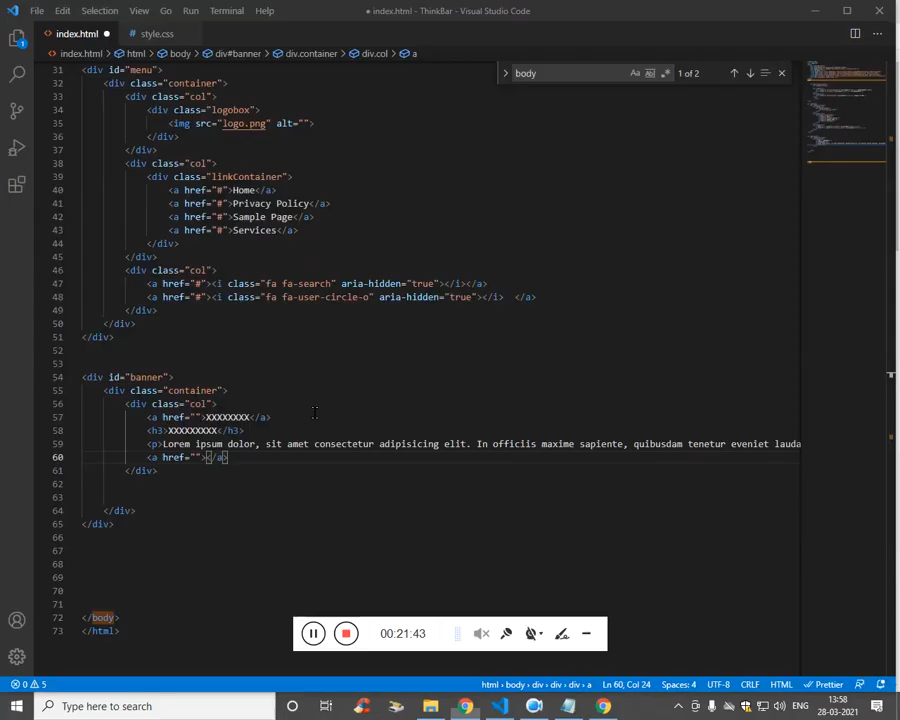 File Edit Selection View Go Run Terminal Help
● index.html - ThinkBar - Visual Studio Code
index.html ●
style.css
index.html > html > body > div#banner > div.container > div.col > a
body
Aa
1 of 2
31 <div id="menu">
32 <div class="container">
33 <div class="col">
34 <div class="logobox">
35 <img src="logo.png" alt="">
36 </div>
37 </div>
38 <div class="col">
39 <div class="linkContainer">
40 <a href="#">Home</a>
41 <a href="#">Privacy Policy</a>
42 <a href="#">Sample Page</a>
43 <a href="#">Services</a>
44 </div>
45 </div>
46 <div class="col">
47 <a href="#"><i class="fa fa-search" aria-hidden="true"></i></a>
48 <a href="#"><i class="fa fa-user-circle-o" aria-hidden="true"></i> </a>
49 </div>
50 </div>
51 </div>
52
53
54 <div id="banner">
55 <div class="container">
56 <div class="col">
57 <a href="">XXXXXXXX</a>
58 <h3>XXXXXXXXX</h3>
59 <p>Lorem ipsum dolor, sit amet consectetur adipisicing elit. In officiis maxime sapiente, quibusdam tenetur eveniet lauda
60 <a href=""></a>
61 </div>
62
63
64 </div>
65 </div>
66
67
68
69
70
71
72 </body>
73 </html>
00:21:43
0 5
html > body > div > div > div > a
Ln 60, Col 24
Spaces: 4
UTF-8
CRLF
HTML
Prettier
Type here to search
ENG
13:58
28-03-2021